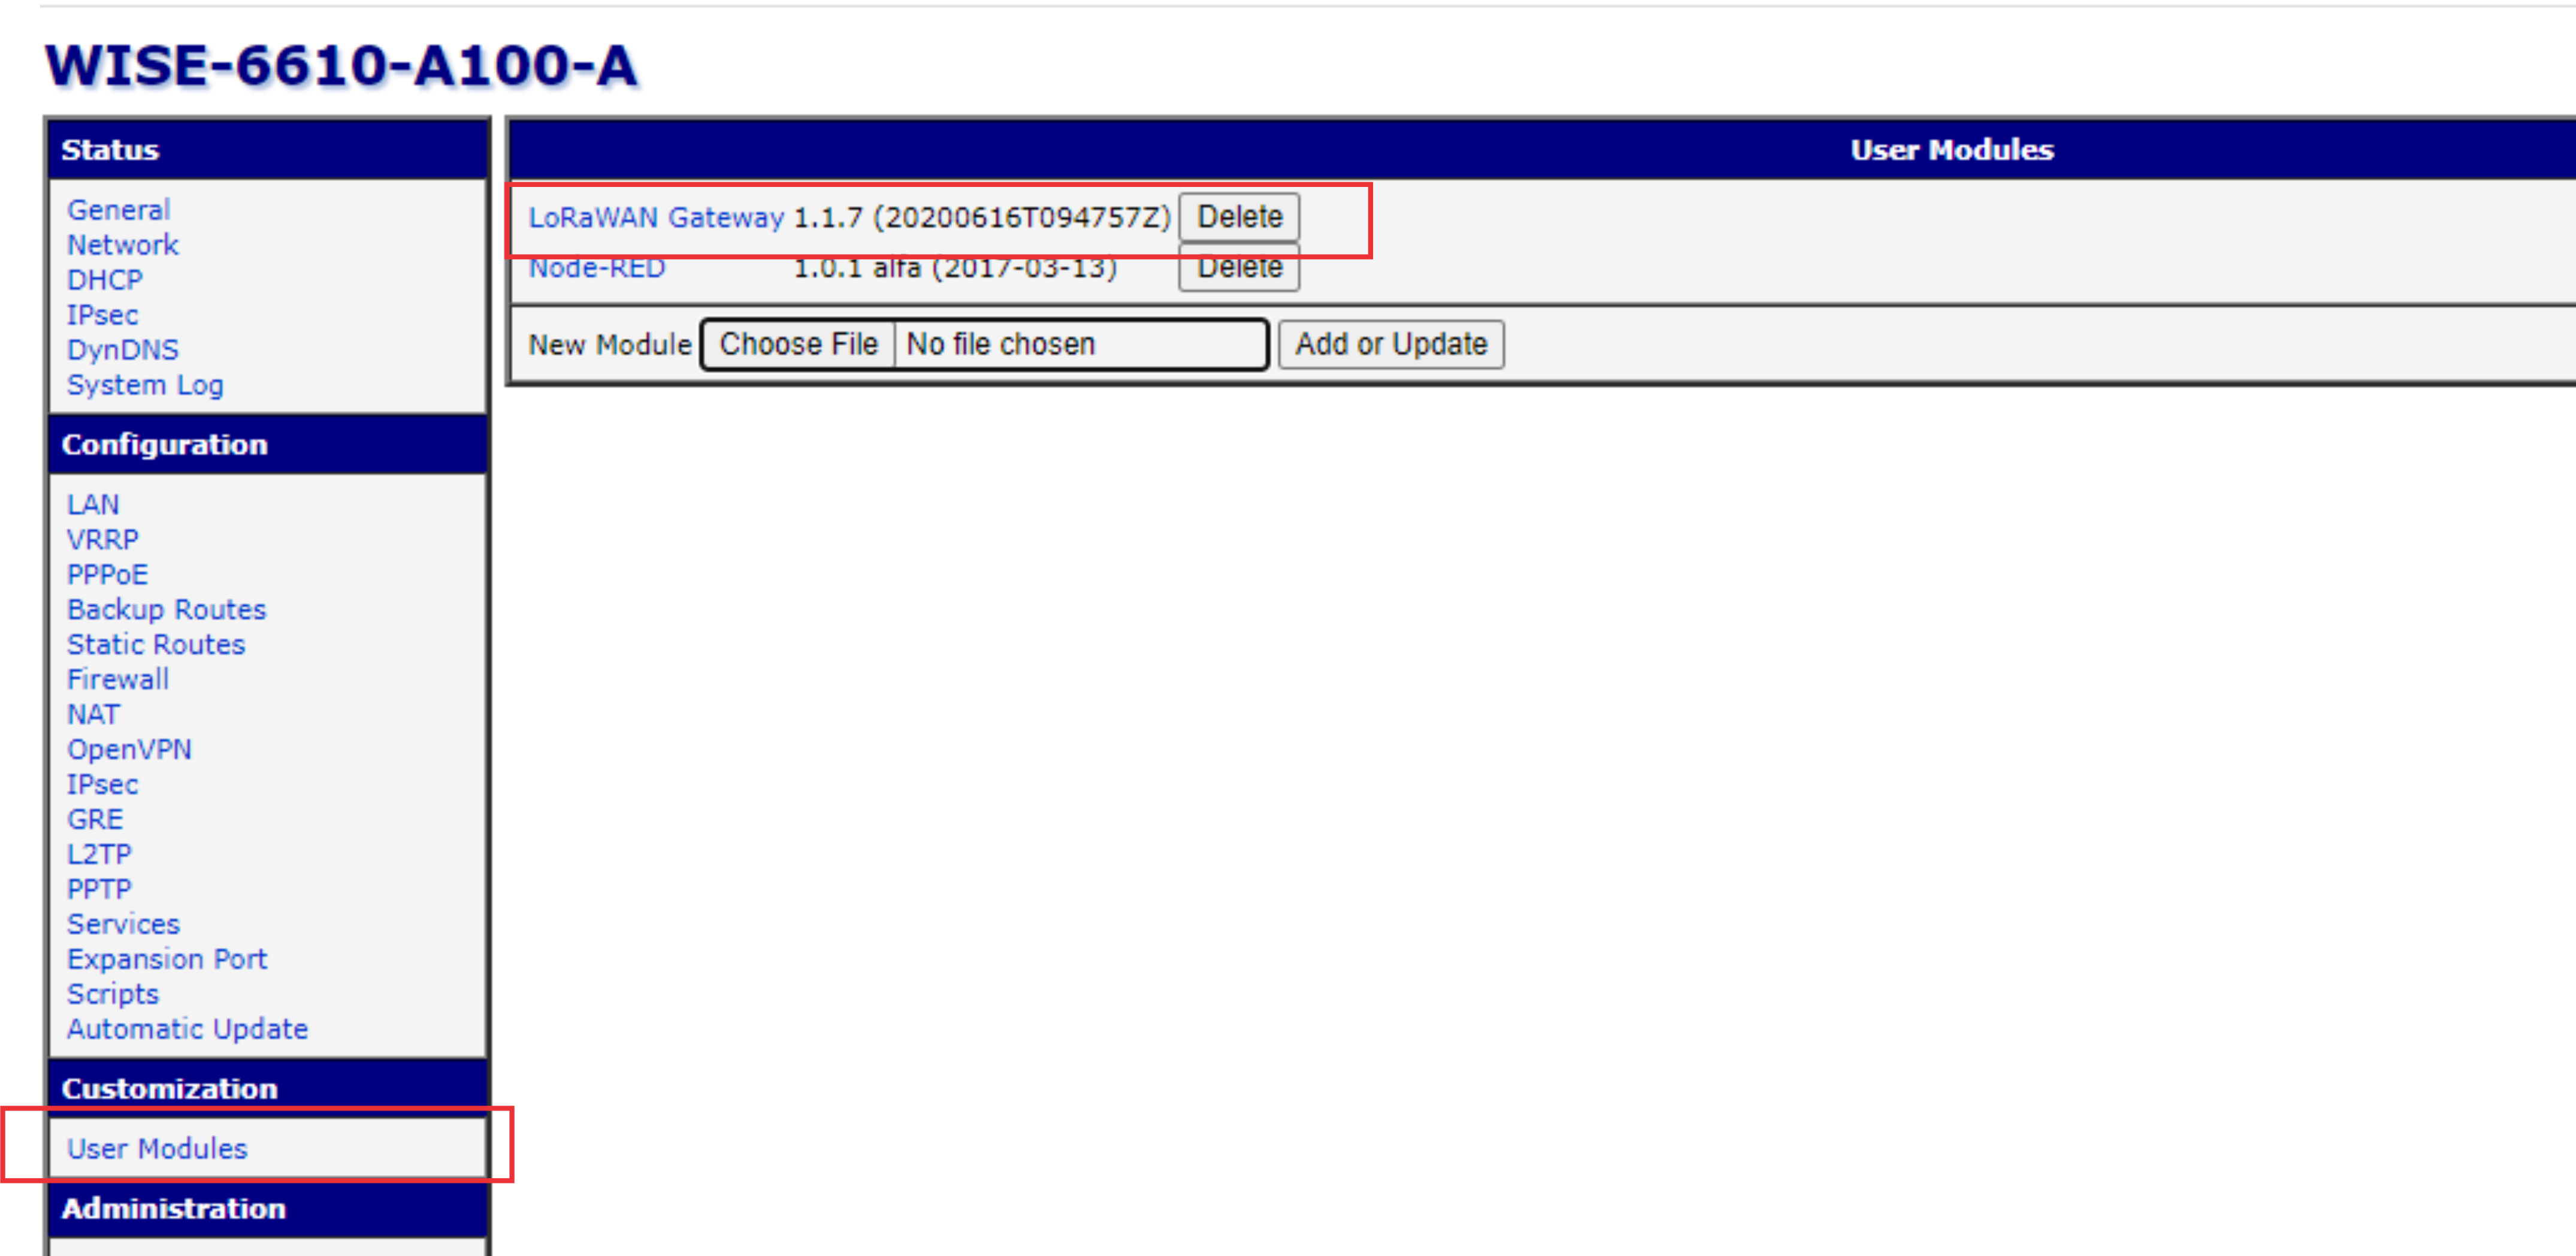 WISE-6610-A100-A
Status
General
Network
DHCP
IPsec
DynDNS
System Log
Configuration
LAN
VRRP
PPPoE
Backup Routes
Static Routes
Firewall
NAT
OpenVPN
IPsec
GRE
L2TP
PPTP
Services
Expansion Port
Scripts
Automatic Update
Customization
User Modules
Administration
User Modules
LoRaWAN Gateway 1.1.7 (20200616T094757Z) Delete
Node-RED 1.0.1 alfa (2017-03-13) Delete
New Module Choose File No file chosen Add or Update